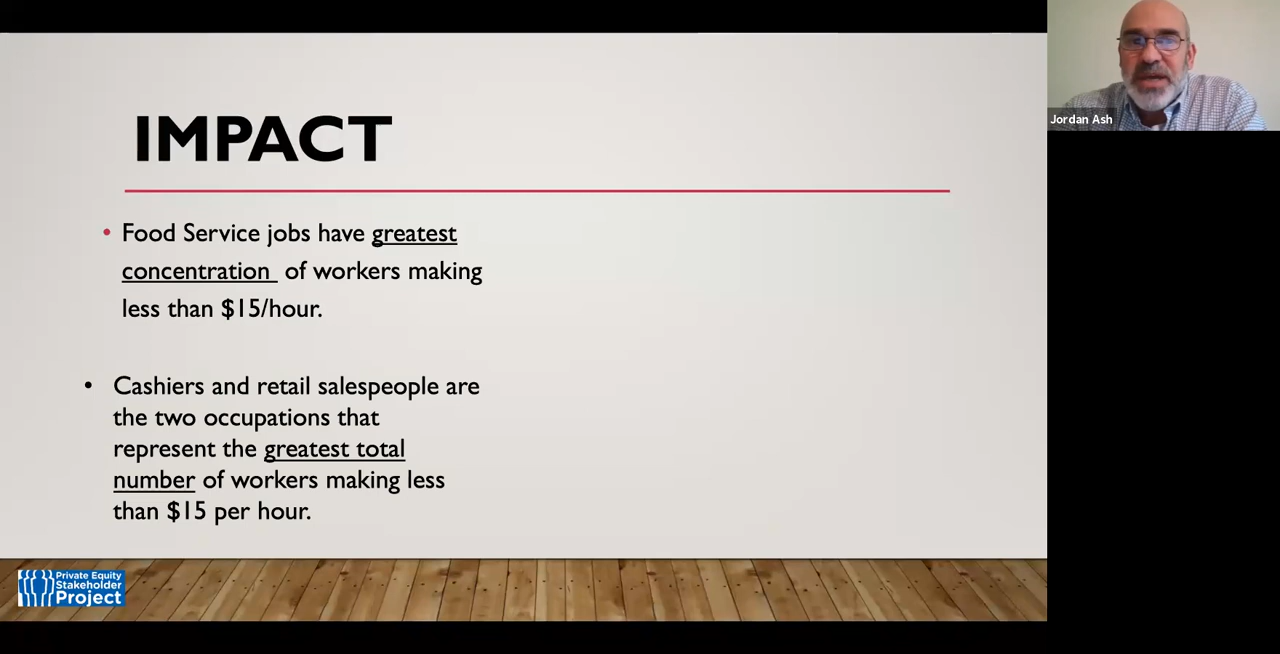 IMPACT
• Food Service jobs have greatest
concentration of workers making
less than $15/hour.
• Cashiers and retail salespeople are
the two occupations that
represent the greatest total
number of workers making less
than $15 per hour.
Private Equity
Stakeholder
Project
Jordan Ash